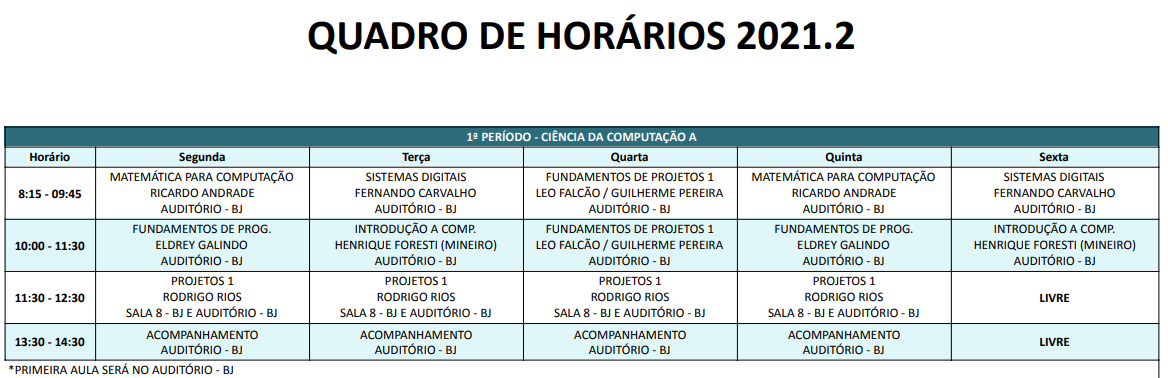 QUADRO DE HORÁRIOS 2021.2
1ª PERÍODO - CIÊNCIA DA COMPUTAÇÃO A
Horário Segunda Terça Quarta Quinta Sexta
8:15 - 09:45
MATEMÁTICA PARA COMPUTAÇÃO
RICARDO ANDRADE
AUDITÓRIO - BJ
SISTEMAS DIGITAIS
FERNANDO CARVALHO
AUDITÓRIO - BJ
FUNDAMENTOS DE PROJETOS 1
LEO FALCÃO / GUILHERME PEREIRA
AUDITÓRIO - BJ
MATEMÁTICA PARA COMPUTAÇÃO
RICARDO ANDRADE
AUDITÓRIO - BJ
SISTEMAS DIGITAIS
FERNANDO CARVALHO
AUDITÓRIO - BJ
10:00 - 11:30
FUNDAMENTOS DE PROG.
ELDREY GALINDO
AUDITÓRIO - BJ
INTRODUÇÃO A COMP.
HENRIQUE FORESTI (MINEIRO)
AUDITÓRIO - BJ
FUNDAMENTOS DE PROJETOS 1
LEO FALCÃO / GUILHERME PEREIRA
AUDITÓRIO - BJ
FUNDAMENTOS DE PROG.
ELDREY GALINDO
AUDITÓRIO - BJ
INTRODUÇÃO A COMP.
HENRIQUE FORESTI (MINEIRO)
AUDITÓRIO - BJ
11:30 - 12:30
PROJETOS 1
RODRIGO RIOS
SALA 8 - BJ E AUDITÓRIO - BJ
PROJETOS 1
RODRIGO RIOS
SALA 8 - BJ E AUDITÓRIO - BJ
PROJETOS 1
RODRIGO RIOS
SALA 8 - BJ E AUDITÓRIO - BJ
PROJETOS 1
RODRIGO RIOS
SALA 8 - BJ E AUDITÓRIO - BJ
LIVRE
13:30 - 14:30
ACOMPANHAMENTO
AUDITÓRIO - BJ
ACOMPANHAMENTO
AUDITÓRIO - BJ
ACOMPANHAMENTO
AUDITÓRIO - BJ
ACOMPANHAMENTO
AUDITÓRIO - BJ
LIVRE
*PRIMEIRA AULA SERÁ NO AUDITÓRIO - BJ